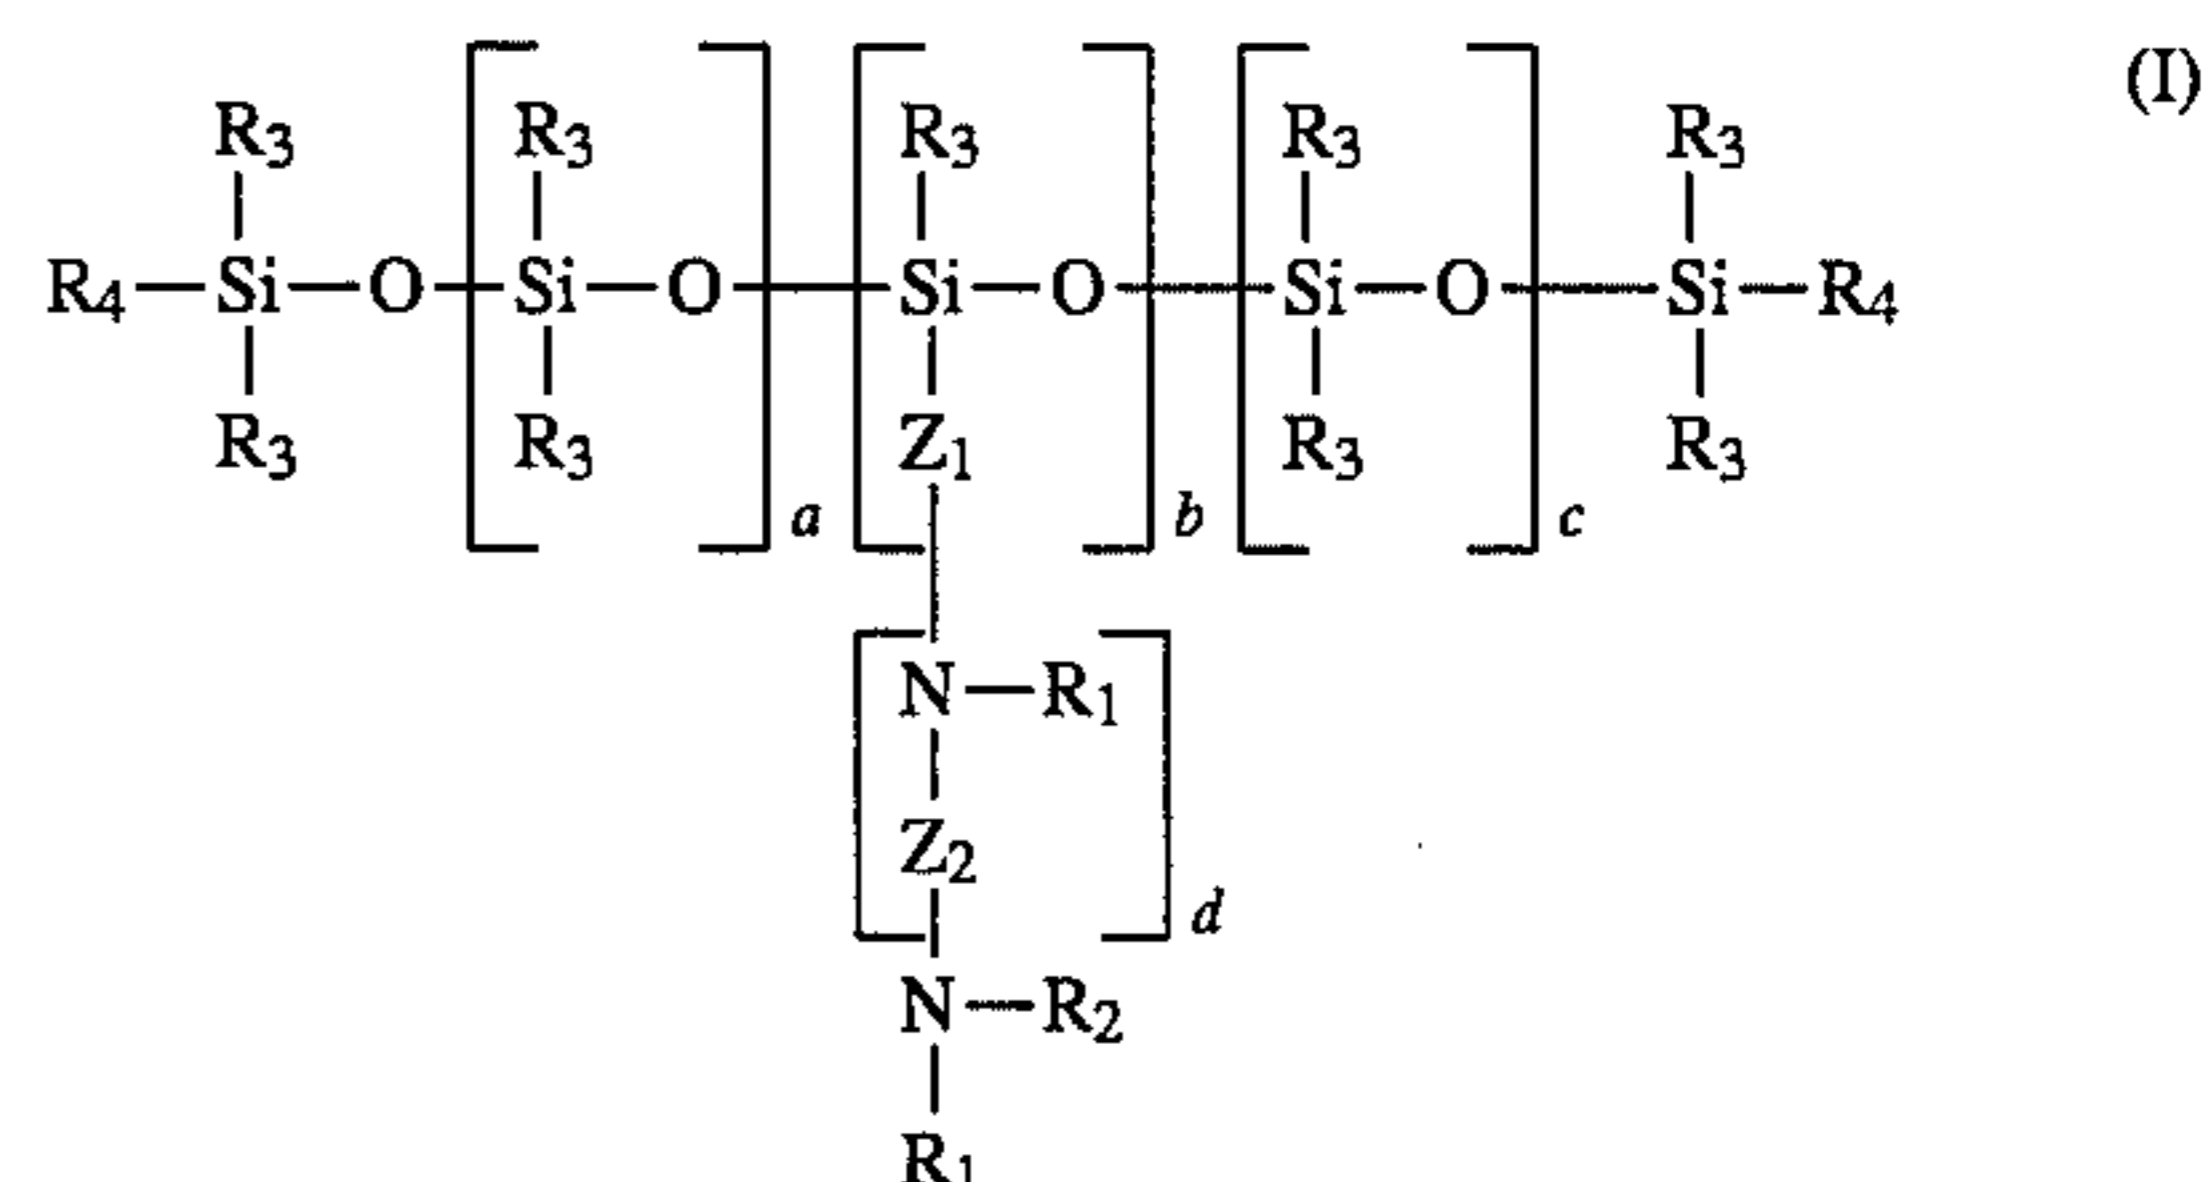 (I)
R3 R3 R3 R3 R3
R4—Si—O Si—O Si—O Si—O Si—R4
R3 R3 Z1 R3 R3
a b c
N—R1
Z2
d
N—R2
R1